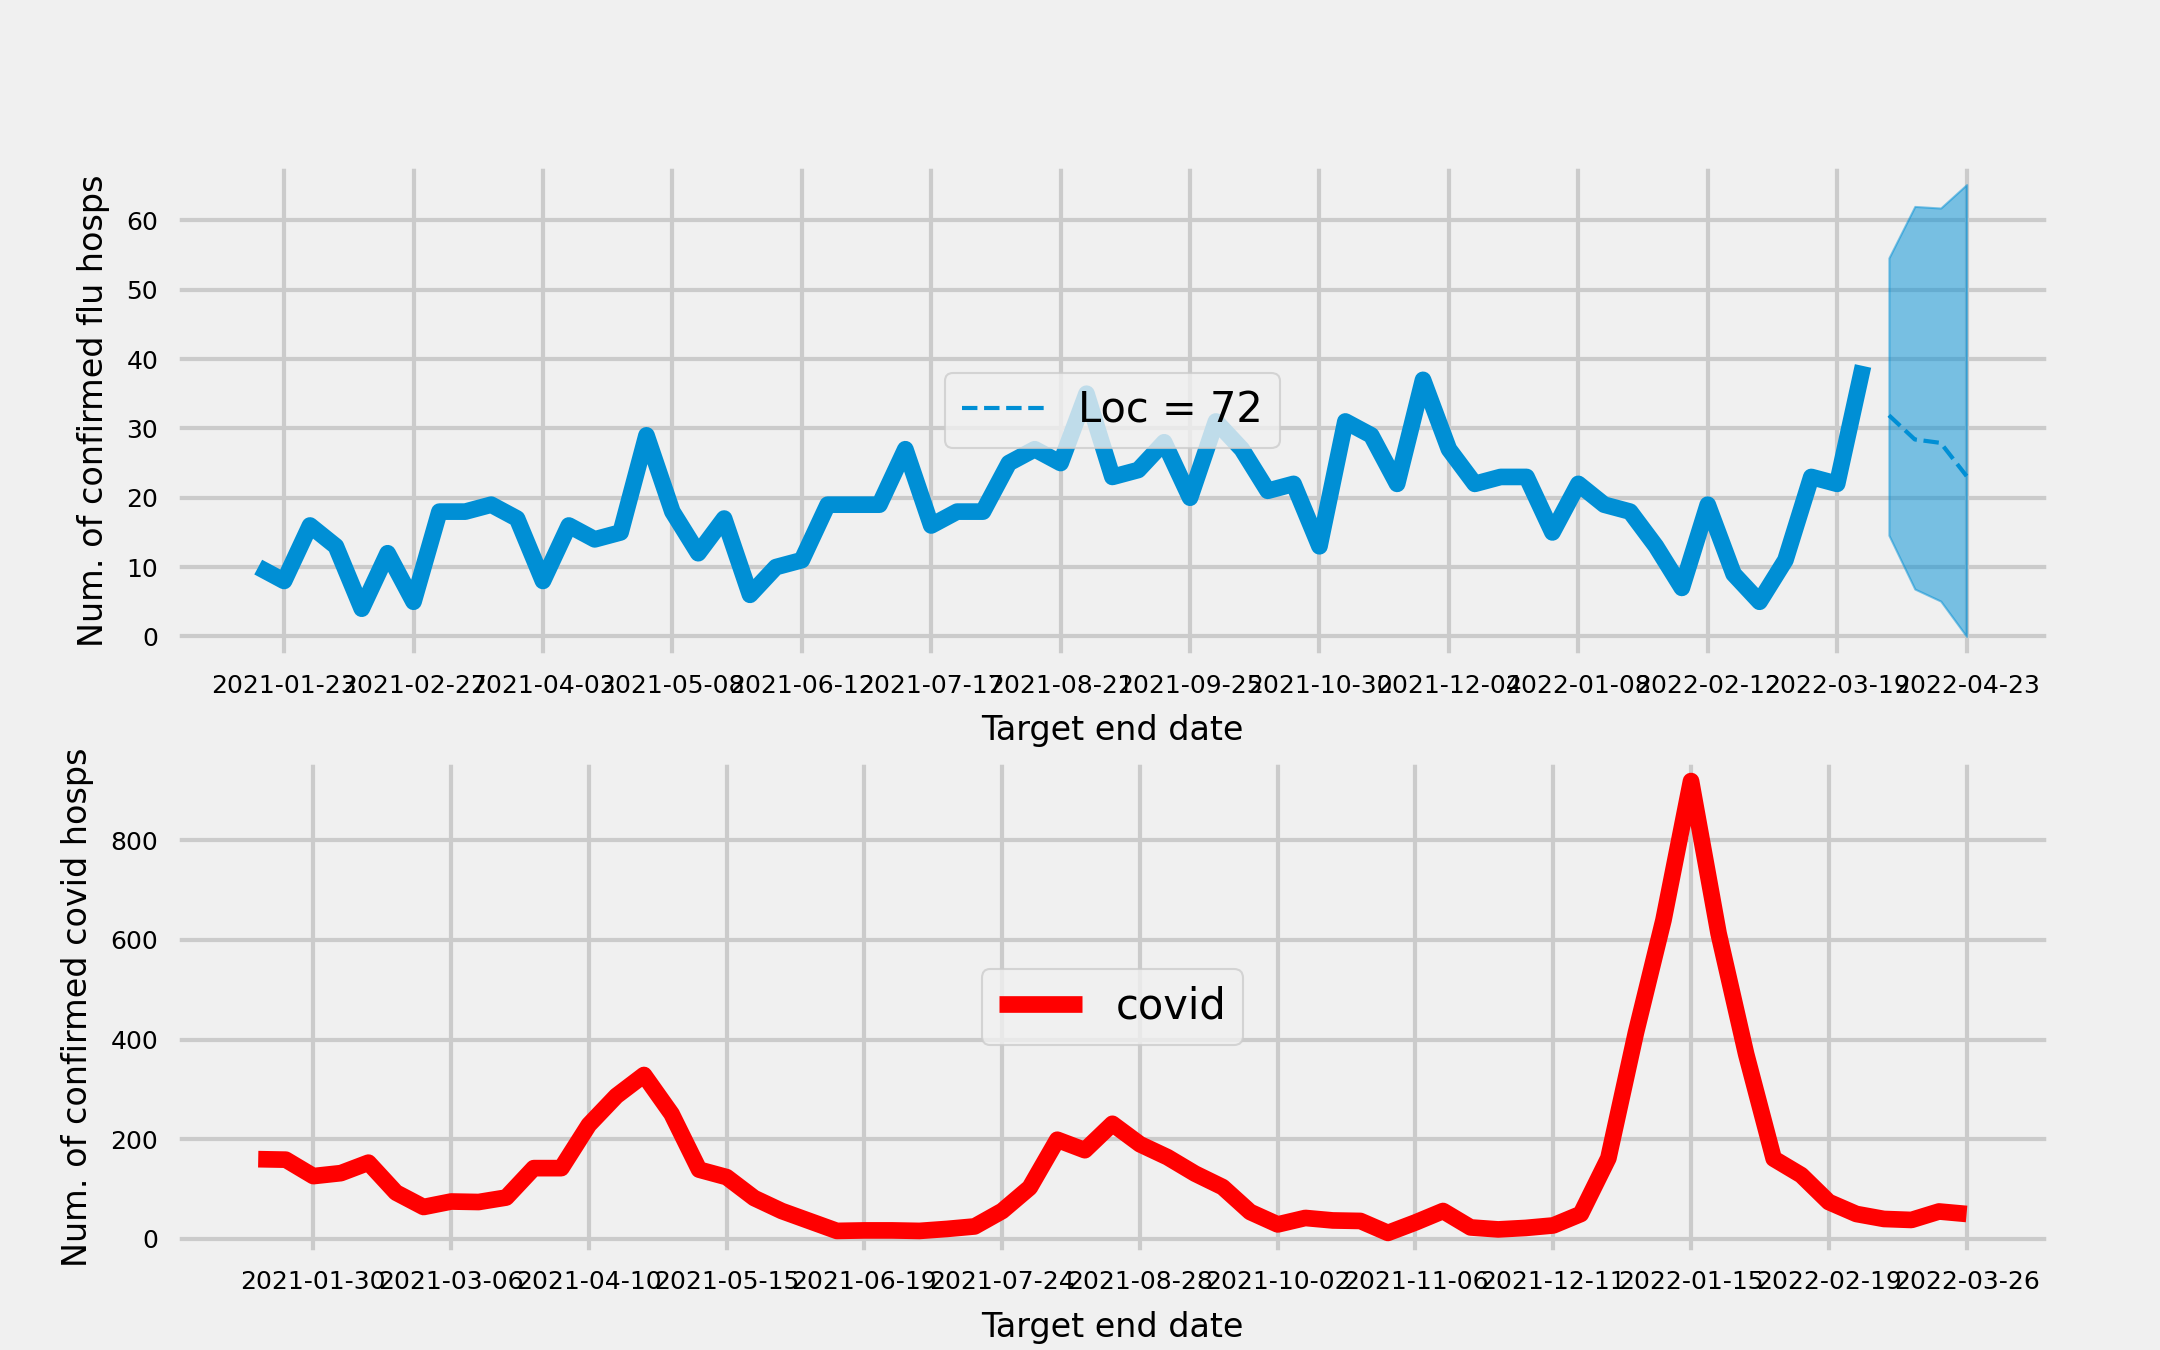 Num. of confirmed flu hosps
60
50
40
30
20
10
0
Loc = 72
2021-01-23 2021-02-27 2021-04-03 2021-05-08 2021-06-12 2021-07-17 2021-08-21 2021-09-25 2021-10-30 2021-12-04 2022-01-08 2022-02-12 2022-03-19 2022-04-23
Target end date
Num. of confirmed covid hosps
800
600
400
200
0
covid
2021-01-30 2021-03-06 2021-04-10 2021-05-15 2021-06-19 2021-07-24 2021-08-28 2021-10-02 2021-11-06 2021-12-11 2022-01-15 2022-02-19 2022-03-26
Target end date